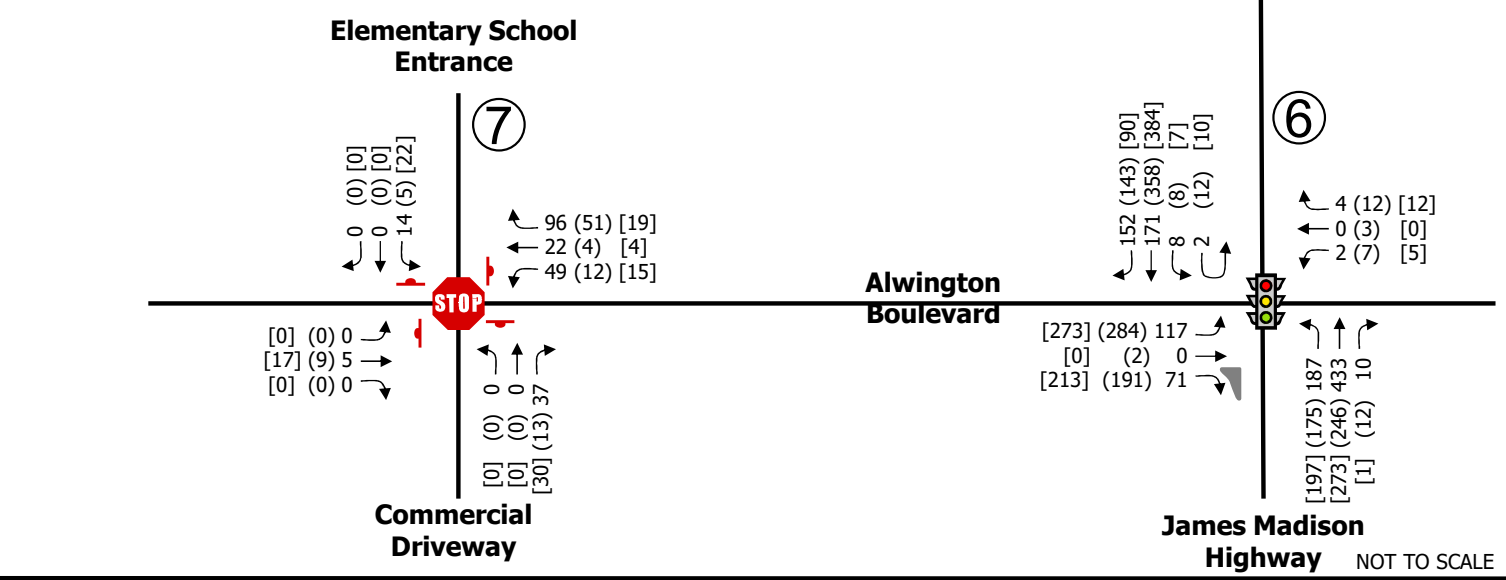 Elementary School
Entrance
7
0 (0) [0]
0 (0) [0]
14 (5) [22]
96 (51) [19]
22 (4) [4]
49 (12) [15]
STOP
[0] (0) 0
[17] (9) 5
[0] (0) 0
[0] (0) 0
[0] (0) 0
[30] (13) 37
Commercial
Driveway
Alwington
Boulevard
6
152 (143) [90]
171 (358) [384]
8 (8) [7]
2 (12) [10]
4 (12) [12]
0 (3) [0]
2 (7) [5]
[273] (284) 117
[0] (2) 0
[213] (191) 71
[197] (175) 187
[273] (246) 433
[1] (12) 10
James Madison
Highway
NOT TO SCALE